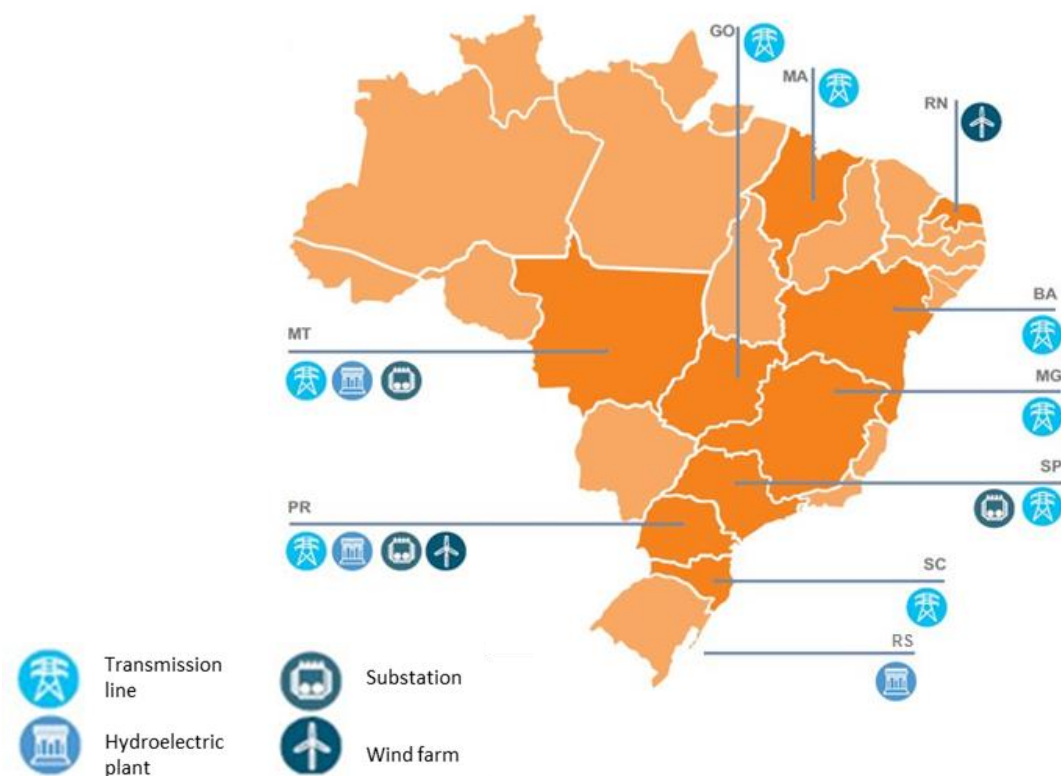 GO
MA
RN
BA
MT
MG
SP
PR
SC
RS
Transmission
line
Substation
Hydroelectric
plant
Wind farm